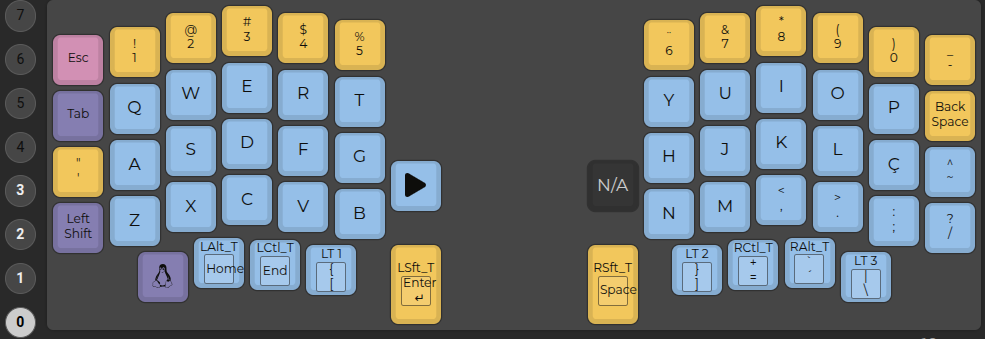 7
6
5
4
3
2
1
0
Esc
!
1
@
2
#
3
$
4
%
5
¨
6
&
7
*
8
(
9
)
0
_
-
Tab
Q
W
E
R
T
Y
U
I
O
P
Back
Space
"
'
A
S
D
F
G
H
J
K
L
Ç
^
~
Left
Shift
Z
X
C
V
B
N/A
N
M
<
,
>
.
:
;
?
/
LAlt_T
Home
LCtl_T
End
LT 1
{
[
LSft_T
Enter
↵
RSft_T
Space
LT 2
}
]
RCtl_T
+
=
RAlt_T
`
´
LT 3
|
\